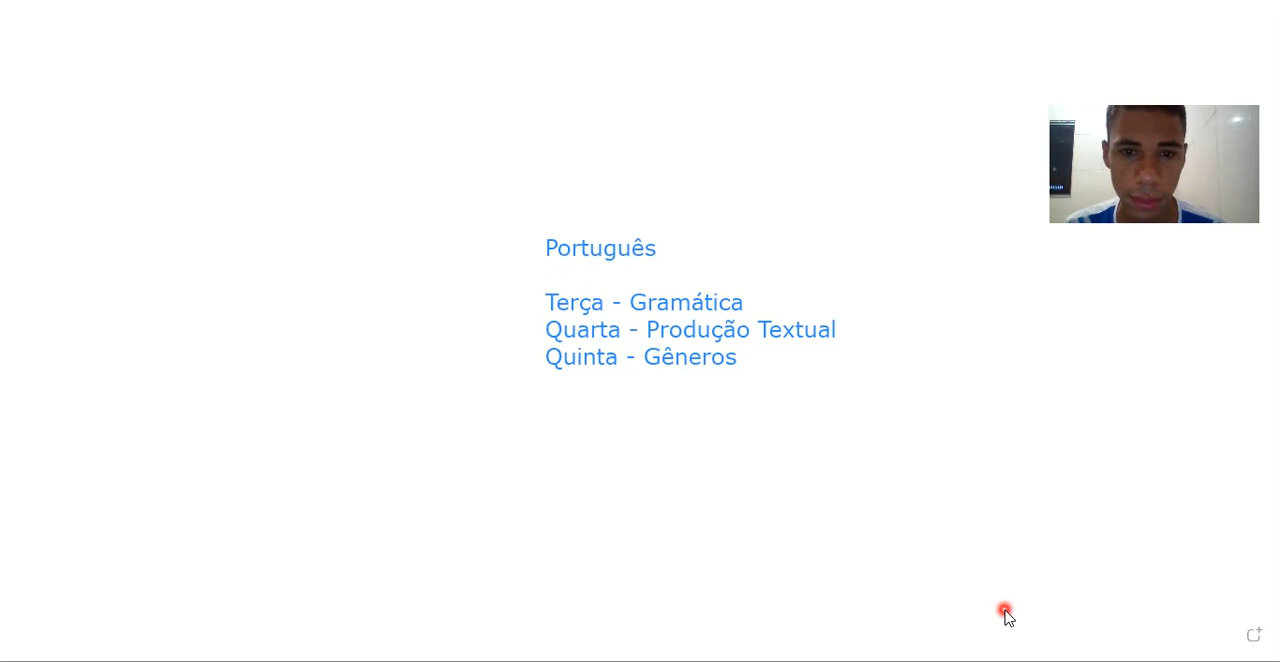 Português
Terça - Gramática
Quarta - Produção Textual
Quinta - Gêneros